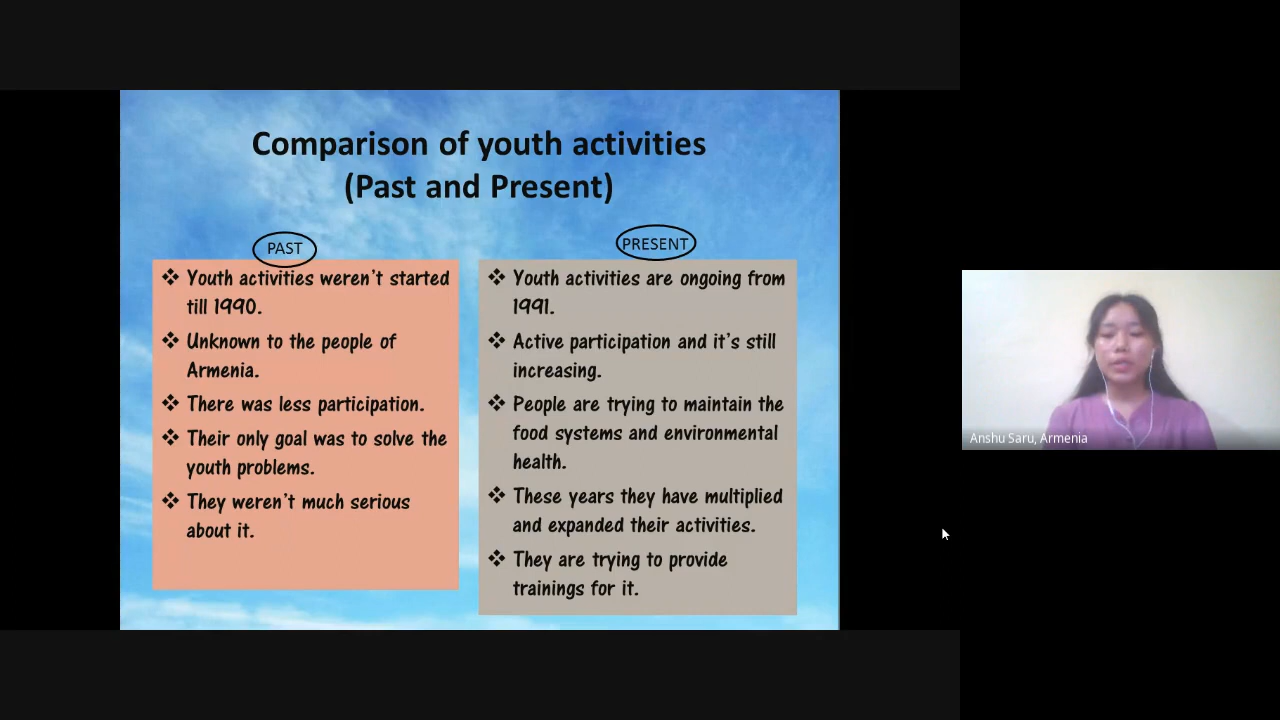 Comparison of youth activities
(Past and Present)
PAST
❖ Youth activities weren't started
till 1990.
❖ Unknown to the people of
Armenia.
❖ There was less participation.
❖ Their only goal was to solve the
youth problems.
❖ They weren't much serious
about it.
PRESENT
❖ Youth activities are ongoing from
1991.
❖ Active participation and it's still
increasing.
❖ People are trying to maintain the
food systems and environmental
health.
❖ These years they have multiplied
and expanded their activities.
❖ They are trying to provide
trainings for it.
Anshu Saru, Armenia